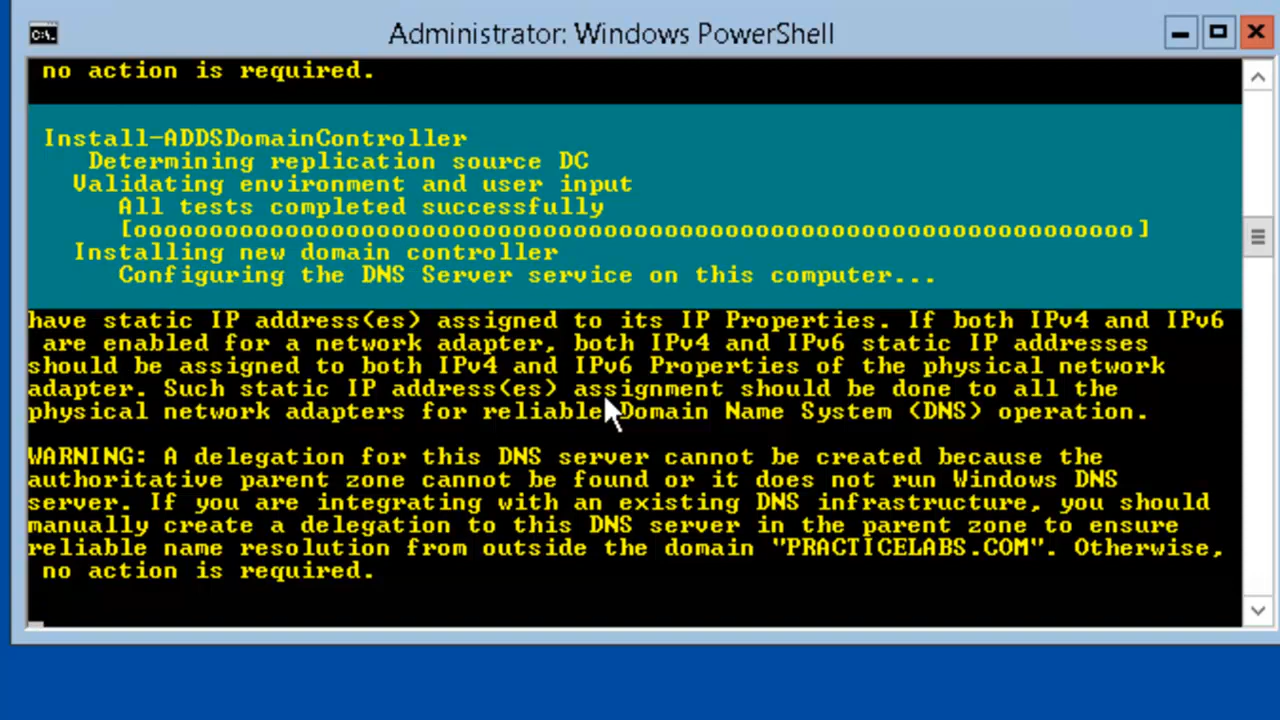 Administrator: Windows PowerShell
no action is required.
Install-ADDSDomainController
Determining replication source DC
Validating environment and user input
All tests completed successfully
[oooooooooooooooooooooooooooooooooooooooooooooooooooooooooooooooooo]
Installing new domain controller
Configuring the DNS Server service on this computer...
have static IP address(es) assigned to its IP Properties. If both IPv4 and IPv6
are enabled for a network adapter, both IPv4 and IPv6 static IP addresses
should be assigned to both IPv4 and IPv6 Properties of the physical network
adapter. Such static IP address(es) assignment should be done to all the
physical network adapters for reliable Domain Name System (DNS) operation.
WARNING: A delegation for this DNS server cannot be created because the
authoritative parent zone cannot be found or it does not run Windows DNS
server. If you are integrating with an existing DNS infrastructure, you should
manually create a delegation to this DNS server in the parent zone to ensure
reliable name resolution from outside the domain "PRACTICELABS.COM". Otherwise,
no action is required.